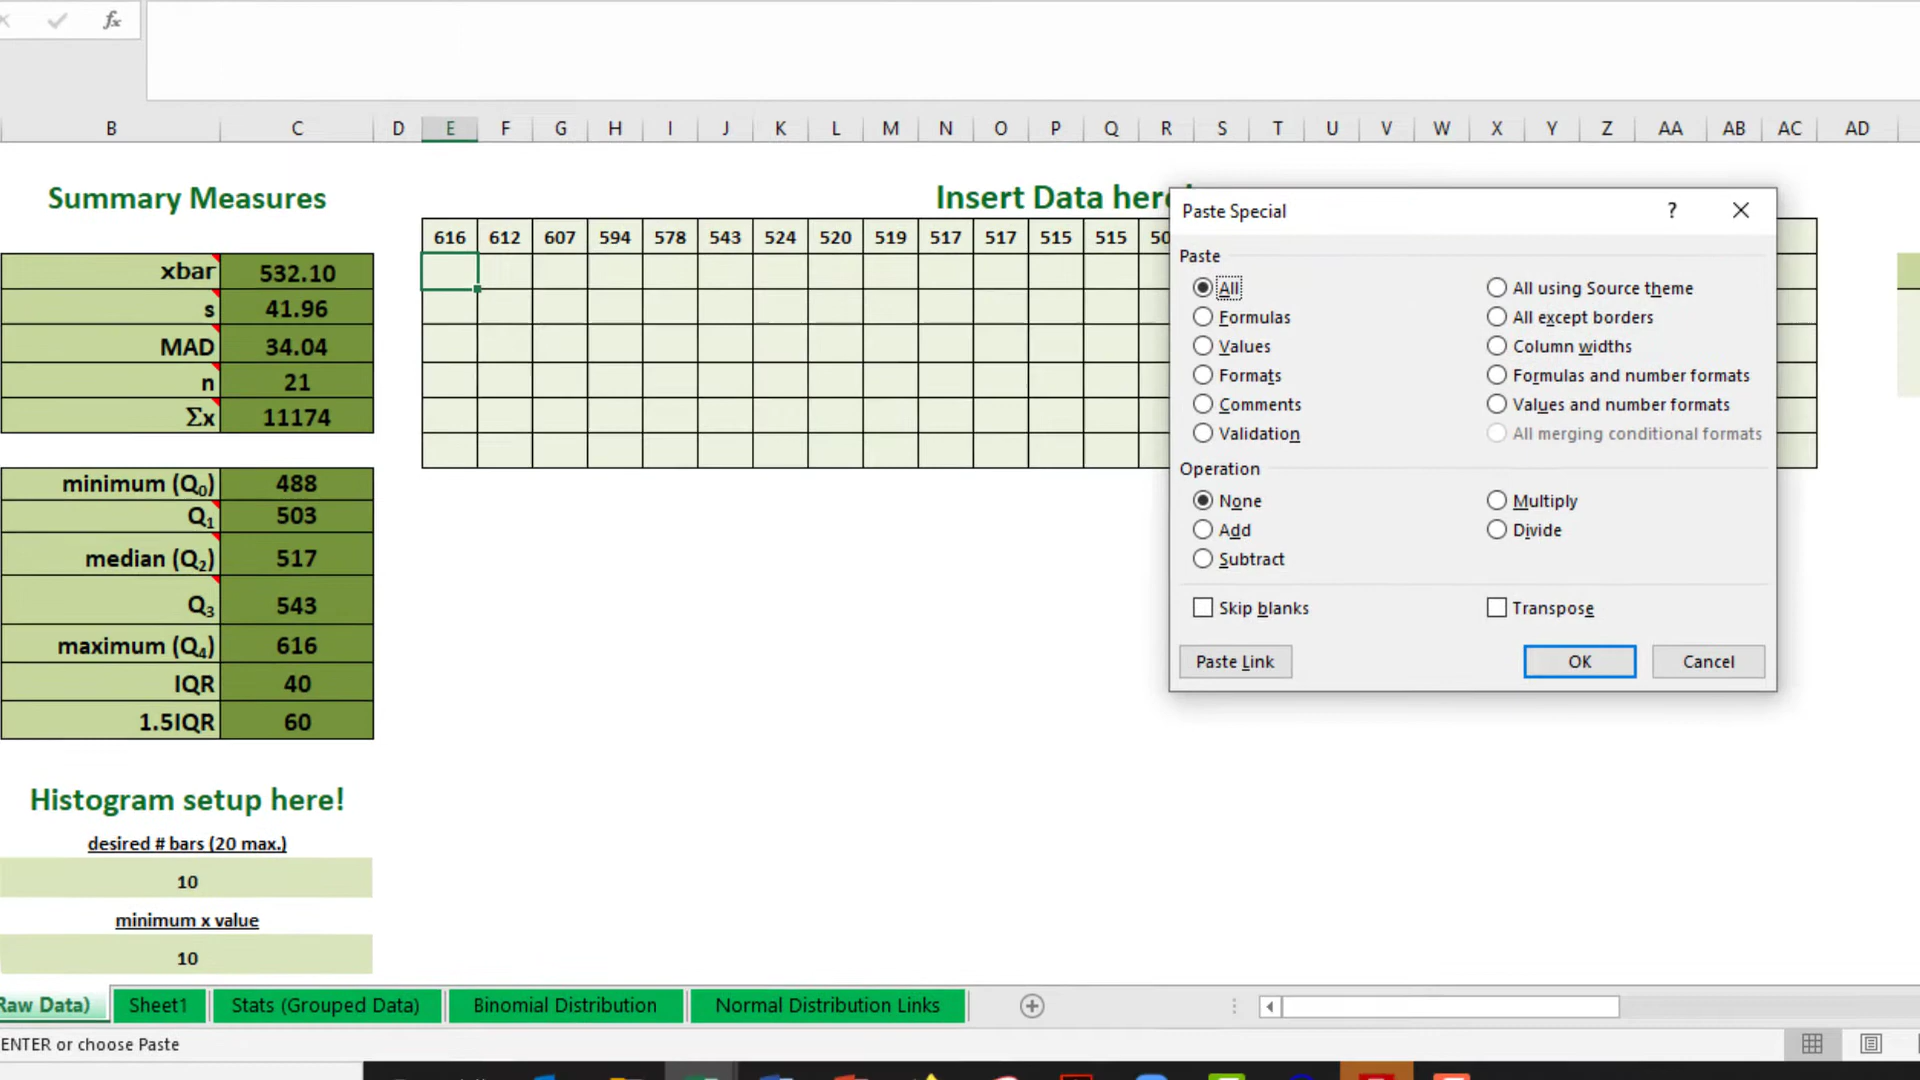 fx
B C D E F G H I J K L M N O P Q R S T U V W X Y Z AA AB AC AD
Summary Measures
Insert Data here
616 612 607 594 578 543 524 520 519 517 517 515 515
xbar 532.10
s 41.96
MAD 34.04
n 21
Σx 11174
minimum (Q0) 488
Q1 503
median (Q2) 517
Q3 543
maximum (Q4) 616
IQR 40
1.5IQR 60
Histogram setup here!
desired # bars (20 max.)
10
minimum x value
10
Paste Special ?
Paste
All All using Source theme
Formulas All except borders
Values Column widths
Formats Formulas and number formats
Comments Values and number formats
Validation All merging conditional formats
Operation
None Multiply
Add Divide
Subtract
Skip blanks Transpose
Paste Link OK Cancel
Raw Data) Sheet1 Stats (Grouped Data) Binomial Distribution Normal Distribution Links
ENTER or choose Paste